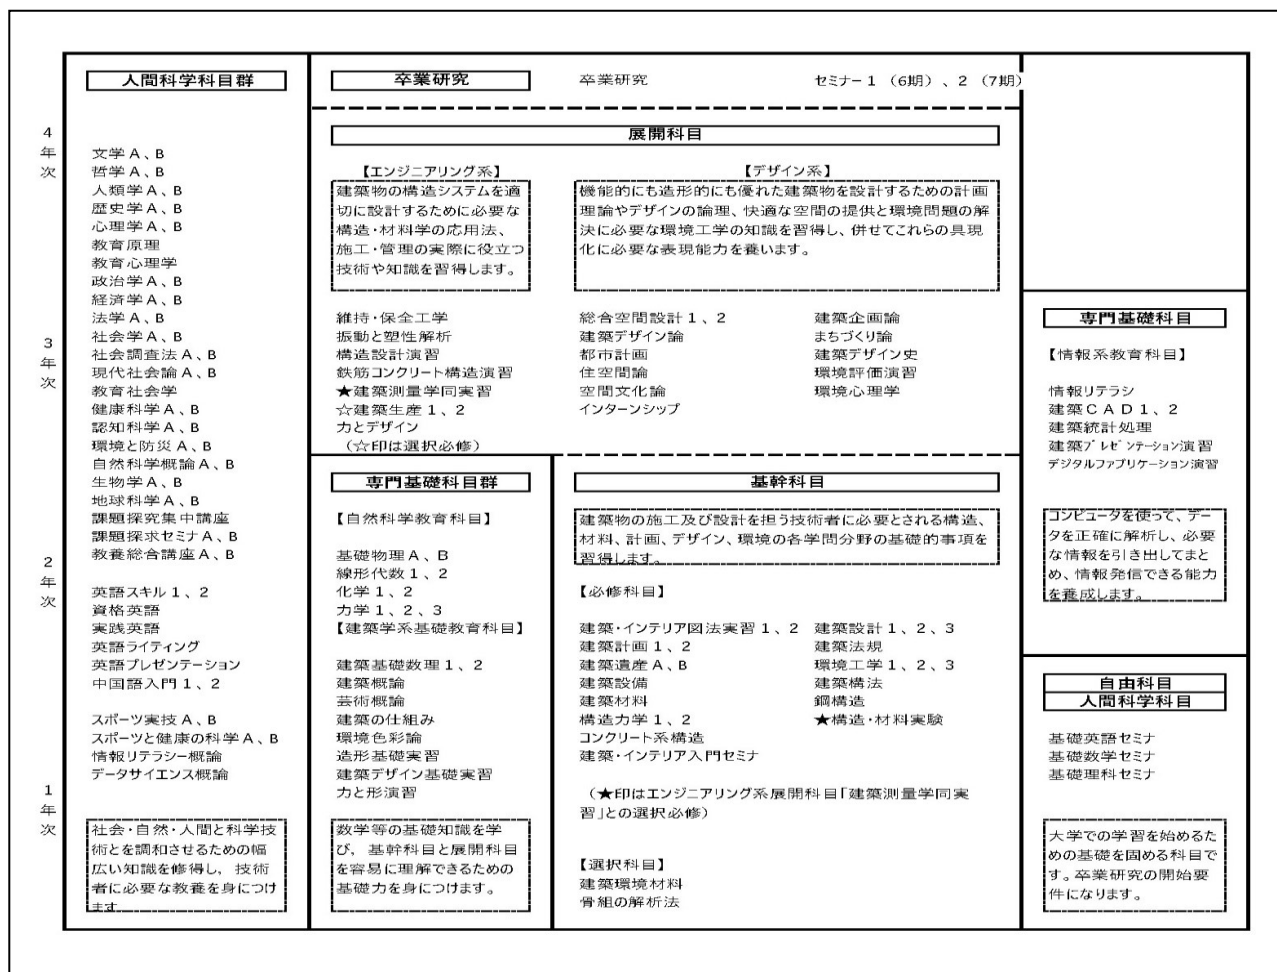 人間科学科目群
4
年
次
文学A、B
哲学A、B
人類学A、B
歴史学A、B
心理学A、B
教育原理
教育心理学
政治学A、B
経済学A、B
法学A、B
社会学A、B
3
年
次
社会調査法A、B
現代社会論A、B
教育社会学
健康科学A、B
認知科学A、B
環境と防災A、B
自然科学概論A、B
生物学A、B
地球科学A、B
課題探究集中講座
課題探求セミナA、B
教養総合講座A、B
2
年
次
英語スキル1、2
資格英語
実践英語
英語ライティング
英語プレゼンテーション
中国語入門1、2
スポーツ実技A、B
スポーツと健康の科学A、B
情報リテラシー概論
データサイエンス概論
1
年
次
社会・自然・人間と科学技
術とを調和させるための幅
広い知識を修得し、技術
者に必要な教養を身につけ
ます
卒業研究
卒業研究
セミナー1(6期)、2(7期)
展開科目
【エンジニアリング系】
建築物の構造システムを適
切に設計するために必要な
構造・材料学の応用法、
施工・管理の実際に役立つ
技術や知識を習得します。
維持・保全工学
振動と塑性解析
構造設計演習
鉄筋コンクリート構造演習
★建築測量学同実習
☆建築生産1、2
力とデザイン
(☆印は選択必修)
【デザイン系】
機能的にも造形的にも優れた建築物を設計するための計画
理論やデザインの論理、快適な空間の提供と環境問題の解
決に必要な環境工学の知識を習得し、併せてこれらの具現
化に必要な表現能力を養います。
総合空間設計1、2
建築デザイン論
都市計画
住空間論
空間文化論
インターンシップ
建築企画論
まちづくり論
建築デザイン史
環境評価演習
環境心理学
専門基礎科目群
【自然科学教育科目】
基礎物理A、B
線形代数1、2
化学1、2
力学1、2、3
【建築学系基礎教育科目】
建築基礎数理1、2
建築概論
芸術概論
建築の仕組み
環境色彩論
造形基礎実習
建築デザイン基礎実習
力と形演習
数学等の基礎知識を学
び、基幹科目と展開科目
を容易に理解できるための
基礎力を身につけます。
基幹科目
建築物の施工及び設計を担う技術者に必要とされる構造、
材料、計画、デザイン、環境の各学問分野の基礎的事項を
習得します。
【必修科目】
建築・インテリア図法実習1、2
建築計画1、2
建築遺産A、B
建築設備
建築材料
構造力学1、2
コンクリート系構造
建築・インテリア入門セミナ
建築設計1、2、3
建築法規
環境工学1、2、3
建築構法
鋼構造
★構造・材料実験
(★印はエンジニアリング系展開科目「建築測量学同実
習」との選択必修)
【選択科目】
建築環境材料
骨組の解析法
専門基礎科目
【情報系教育科目】
情報リテラシ
建築CAD1、2
建築統計処理
建築プレゼンテーション演習
デジタルファブリケーション演習
コンピュータを使って、デー
タを正確に解析し、必要
な情報を引き出してまと
め、情報発信できる能力
を養成します。
自由科目
人間科学科目
基礎英語セミナ
基礎数学セミナ
基礎理科セミナ
大学での学習を始めるた
めの基礎を固める科目で
す。卒業研究の開始要
件になります。